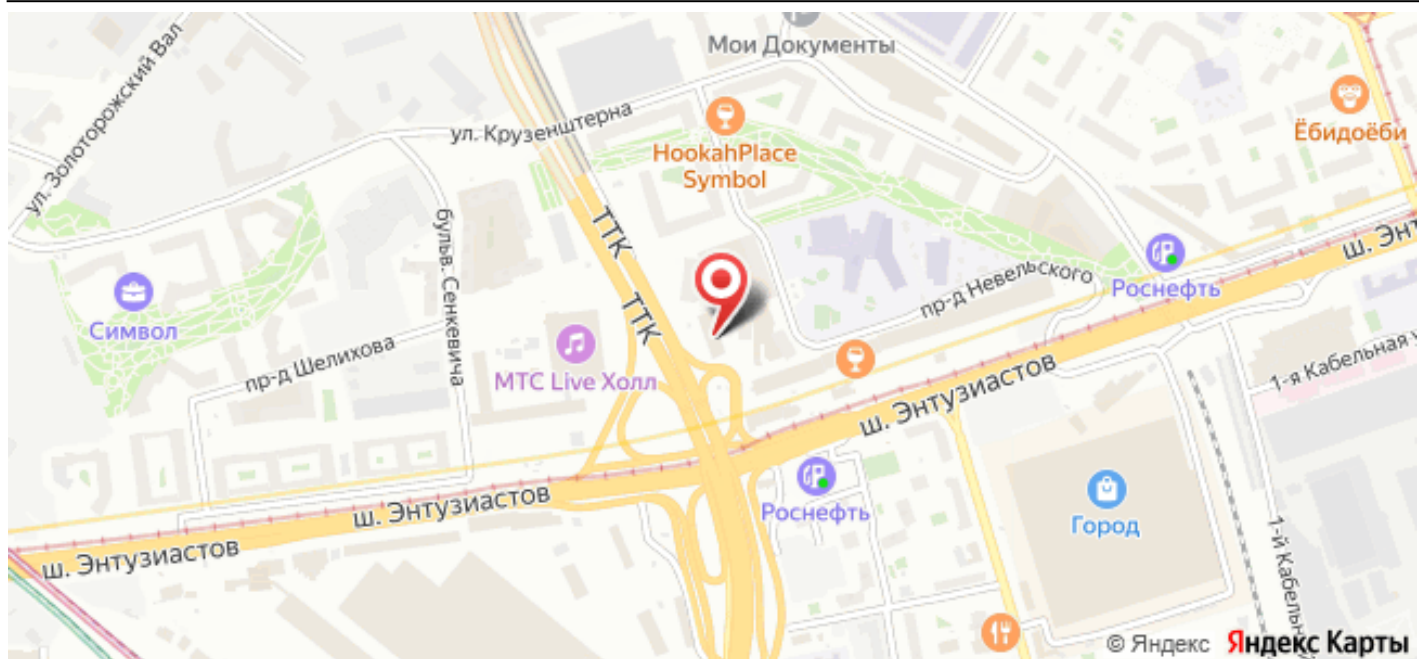 ул. Золоторожский Вал
Мои Документы
ул. Крузенштерна
HookahPlace
Symbol
Ёбидоёби
бульв. Сенкевича
ТТК
ТТК
пр-д Невельского
Роснефть
ш. Энт
Символ
пр-д Шелихова
МТС Live Холл
1-я Кабельная у
ш. Энтузиастов
ш. Энтузиастов
Роснефть
Город
1-й Кабельн
ш. Энтузиастов
© Яндекс Яндекс Карты